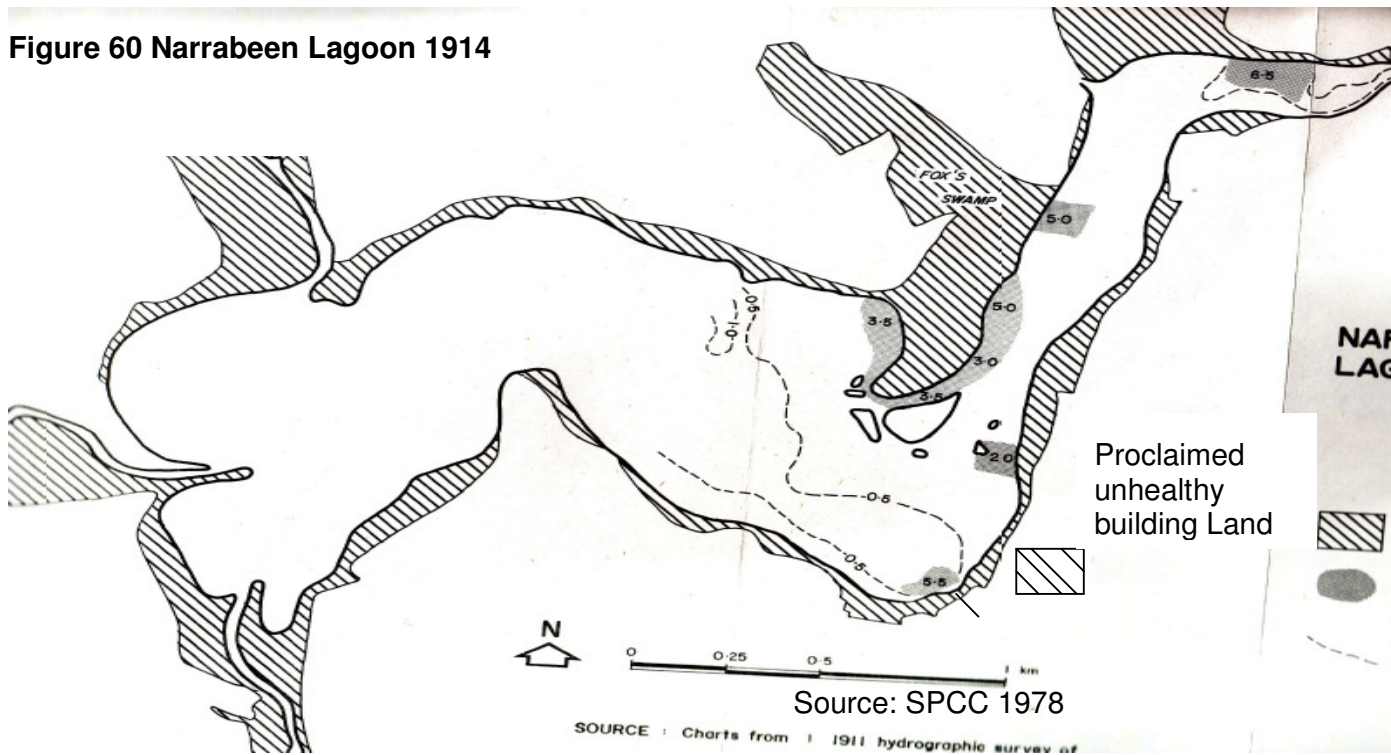 Figure 60 Narrabeen Lagoon 1914
6·5
FOX'S
SWAMP
5·0
0·5
1·0
3·5
5·0
3·0
3·5
NAR
LAG
2·0
Proclaimed
unhealthy
building Land
0·5
0·5
5·5
N
0 0·25 0·5 1 km
Source: SPCC 1978
SOURCE : Charts from 1911 hydrographic survey of